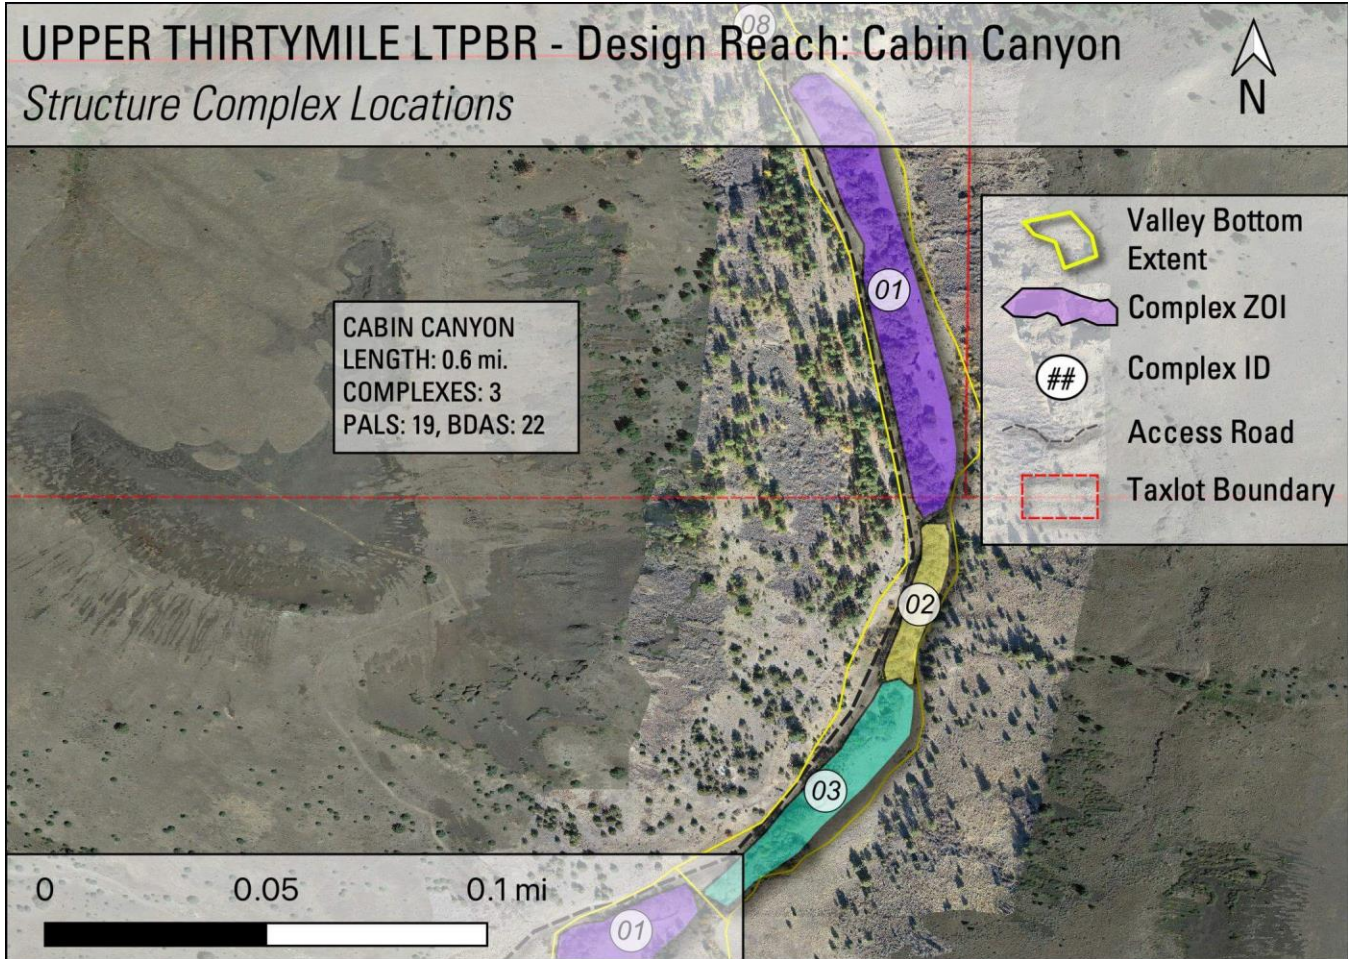 08
UPPER THIRTYMILE LTPBR - Design Reach: Cabin Canyon
Structure Complex Locations
N
Valley Bottom
Extent
Complex ZOI
## Complex ID
Access Road
Taxlot Boundary
01
CABIN CANYON
LENGTH: 0.6 mi.
COMPLEXES: 3
PALS: 19, BDAS: 22
02
03
0 0.05 0.1 mi
01